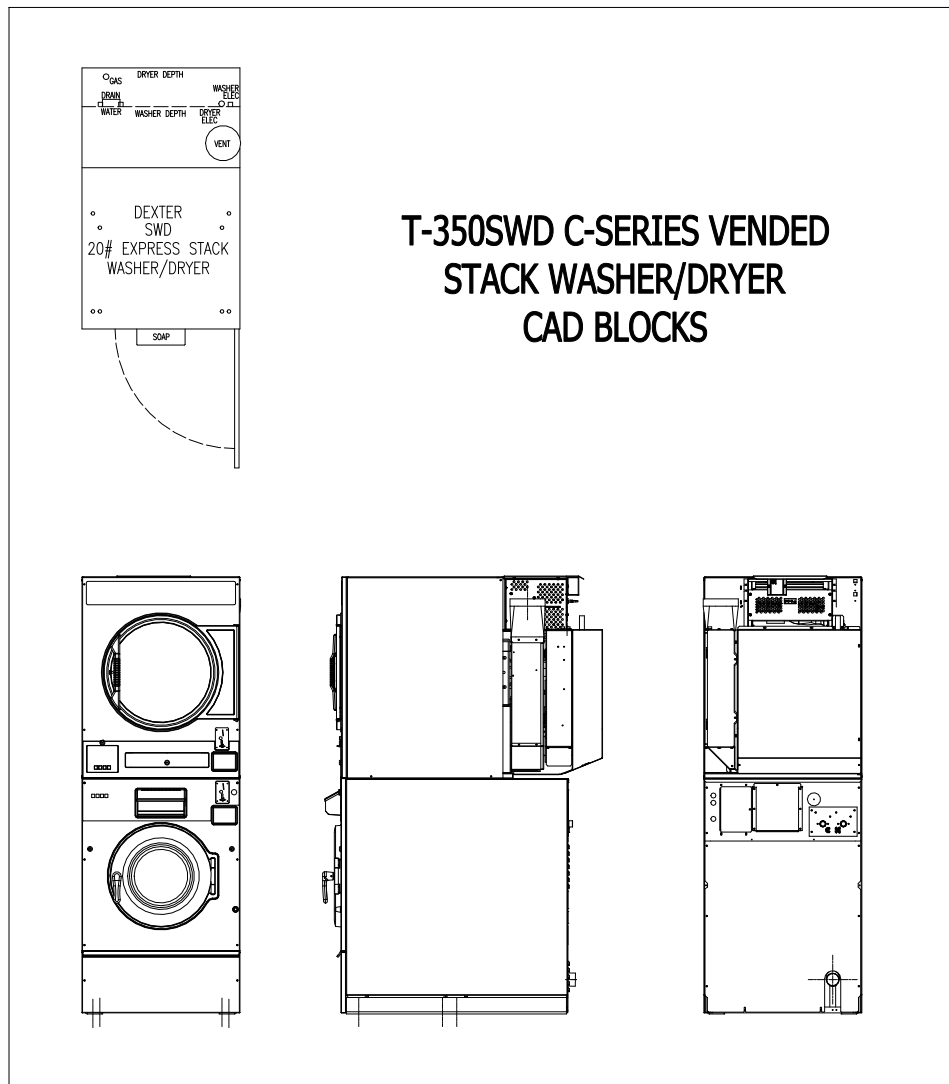 GAS
DRYER DEPTH
WASHER
ELEC
DRAIN
WATER
WASHER DEPTH
DRYER
ELEC
VENT
DEXTER
SWD
20# EXPRESS STACK
WASHER/DRYER
SOAP
T-350SWD C-SERIES VENDED
STACK WASHER/DRYER
CAD BLOCKS